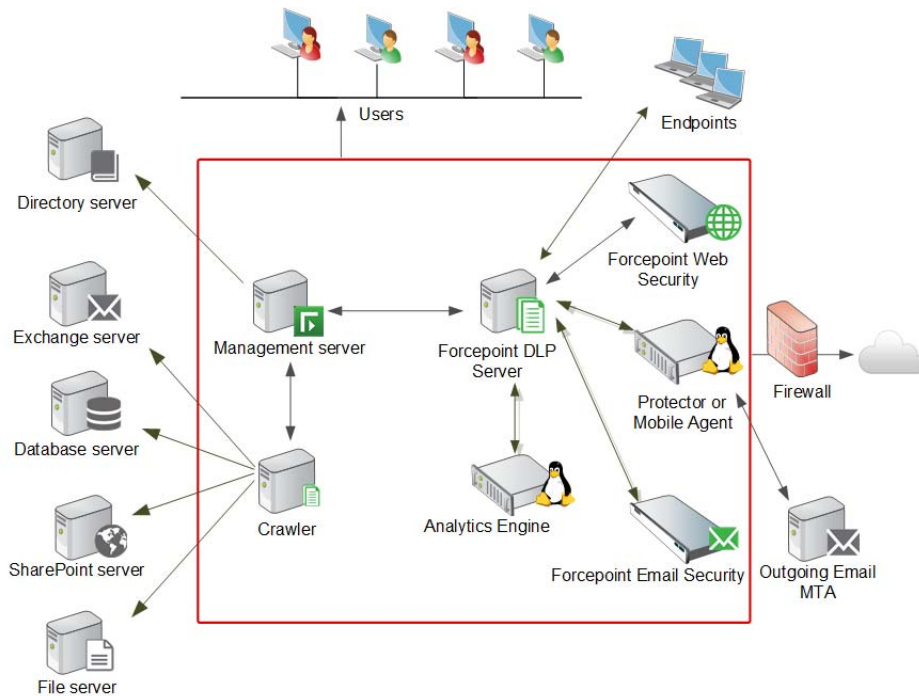 Users
Endpoints
Directory server
Forcepoint Web
Security
Exchange server
Management server
Forcepoint DLP
Server
Firewall
Protector or
Mobile Agent
Database server
Crawler
Analytics Engine
SharePoint server
Forcepoint Email Security
Outgoing Email
MTA
File server